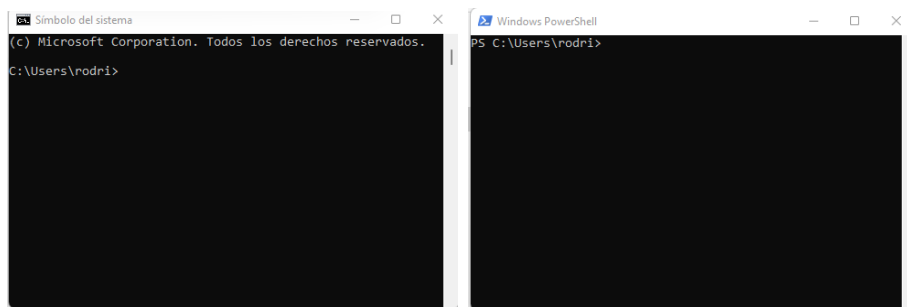 Símbolo del sistema
(c) Microsoft Corporation. Todos los derechos reservados.
C:\Users\rodri>
Windows PowerShell
PS C:\Users\rodri>